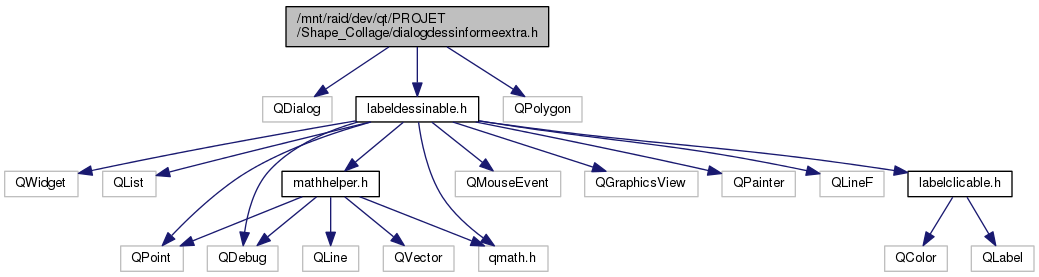 /mnt/raid/dev/qt/PROJET
/Shape_Collage/dialogdessinformeextra.h
QDialog
labeldessinable.h
QPolygon
QWidget
QList
mathhelper.h
QMouseEvent
QGraphicsView
QPainter
QLineF
labelclicable.h
QPoint
QDebug
QLine
QVector
qmath.h
QColor
QLabel